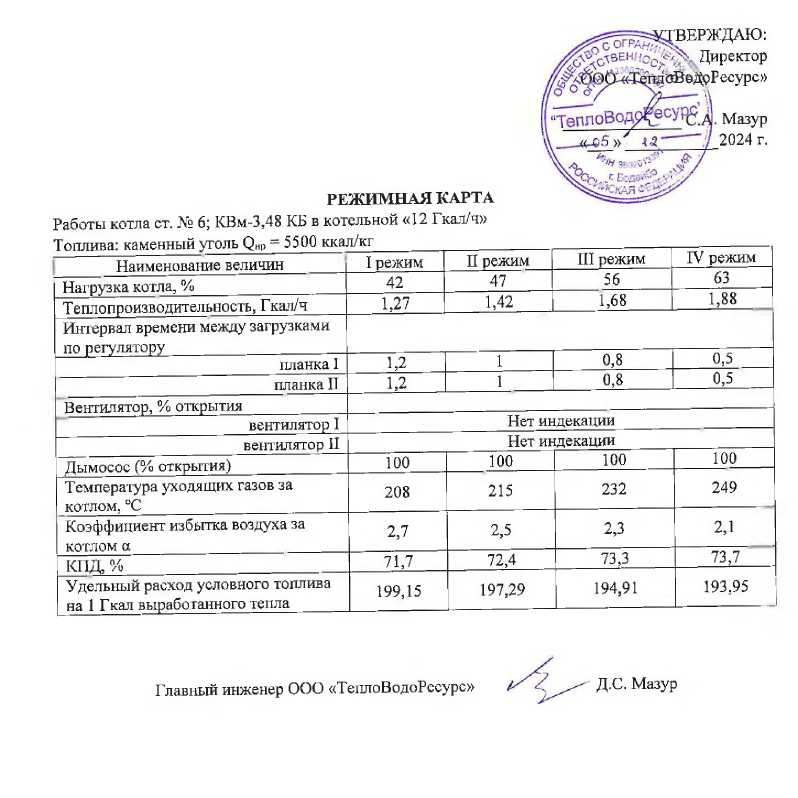 УТВЕРЖДАЮ:
Директор
ООО «ТеплоВодоРесурс»
С.А. Мазур
«05» 12 2024 г.
ОБЩЕСТВО С ОГРАНИЧЕННОЙ
ОТВЕТСТВЕННОСТЬЮ
"ТеплоВодоРесурс"
ИНН
г. Бодайбо
РОССИЙСКАЯ ФЕДЕРАЦИЯ
РЕЖИМНАЯ КАРТА
Работы котла ст. № 6; КВм-3,48 КБ в котельной «12 Гкал/ч»
Топлива: каменный уголь Qнр = 5500 ккал/кг
Наименование величин I режим II режим III режим IV режим
Нагрузка котла, % 42 47 56 63
Теплопроизводительность, Гкал/ч 1,27 1,42 1,68 1,88
Интервал времени между загрузками
по регулятору
планка I 1,2 1 0,8 0,5
планка II 1,2 1 0,8 0,5
Вентилятор, % открытия
вентилятор I Нет индекации
вентилятор II Нет индекации
Дымосос (% открытия) 100 100 100 100
Температура уходящих газов за
котлом, °С 208 215 232 249
Коэффициент избытка воздуха за
котлом α 2,7 2,5 2,3 2,1
КПД, % 71,7 72,4 73,3 73,7
Удельный расход условного топлива
на 1 Гкал выработанного тепла 199,15 197,29 194,91 193,95
Главный инженер ООО «ТеплоВодоРесурс» Д.С. Мазур